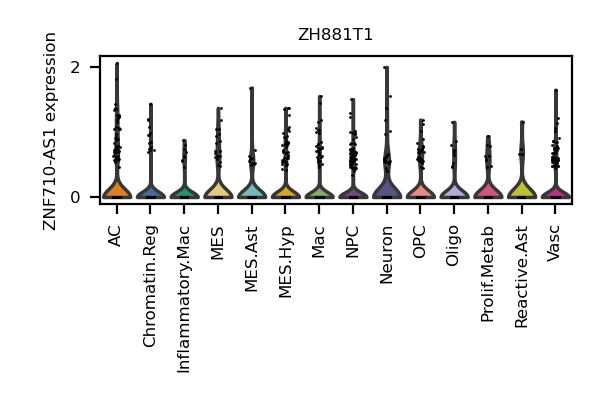 ZH881T1
ZNF710-AS1 expression
2
0
AC
Chromatin.Reg
Inflammatory.Mac
MES
MES.Ast
MES.Hyp
Mac
NPC
Neuron
OPC
Oligo
Prolif.Metab
Reactive.Ast
Vasc